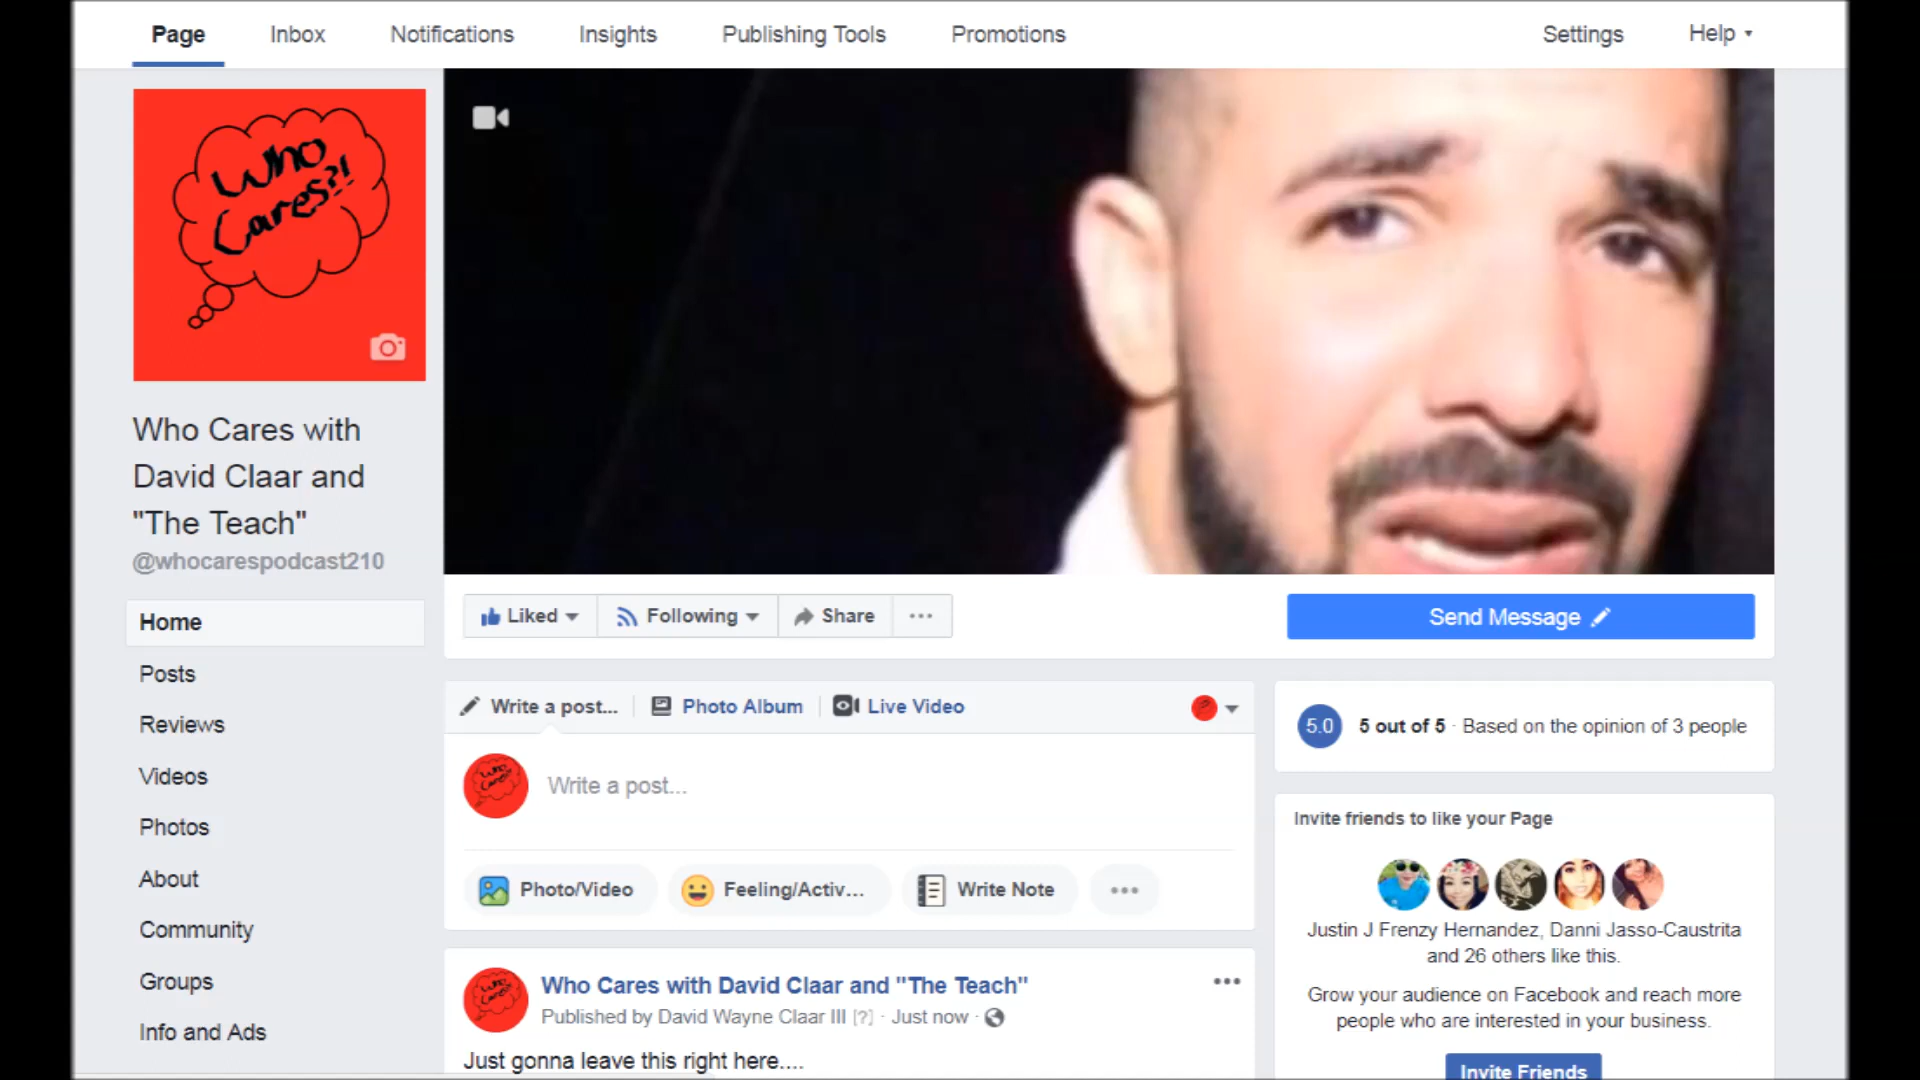 Page Inbox Notifications Insights Publishing Tools Promotions Settings Help
Who
Cares?!
Who Cares with
David Claar and
"The Teach"
@whocarespodcast210
Home
Posts
Reviews
Videos
Photos
About
Community
Groups
Info and Ads
Liked Following Share ...
Send Message
Write a post... Photo Album Live Video
Who
Cares?!
Write a post...
Photo/Video Feeling/Activ... Write Note ...
Who
Cares?!
Who Cares with David Claar and "The Teach" ...
Published by David Wayne Claar III [?] · Just now ·
Just gonna leave this right here....
5.0 5 out of 5 · Based on the opinion of 3 people
Invite friends to like your Page
Justin J Frenzy Hernandez, Danni Jasso-Caustrita
and 26 others like this.
Grow your audience on Facebook and reach more
people who are interested in your business.
Invite Friends